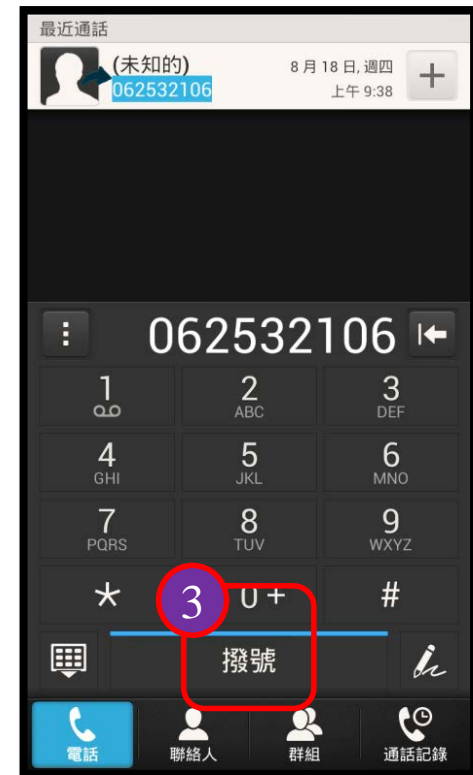 最近通話
(未知的) 8 月 18 日, 週四
062532106 上午 9:38
062532106
1 2 3
ABC DEF
4 5 6
GHI JKL MNO
7 8 9
PQRS TUV WXYZ
* 3 0 + #
撥號
電話 聯絡人 群組 通話記錄